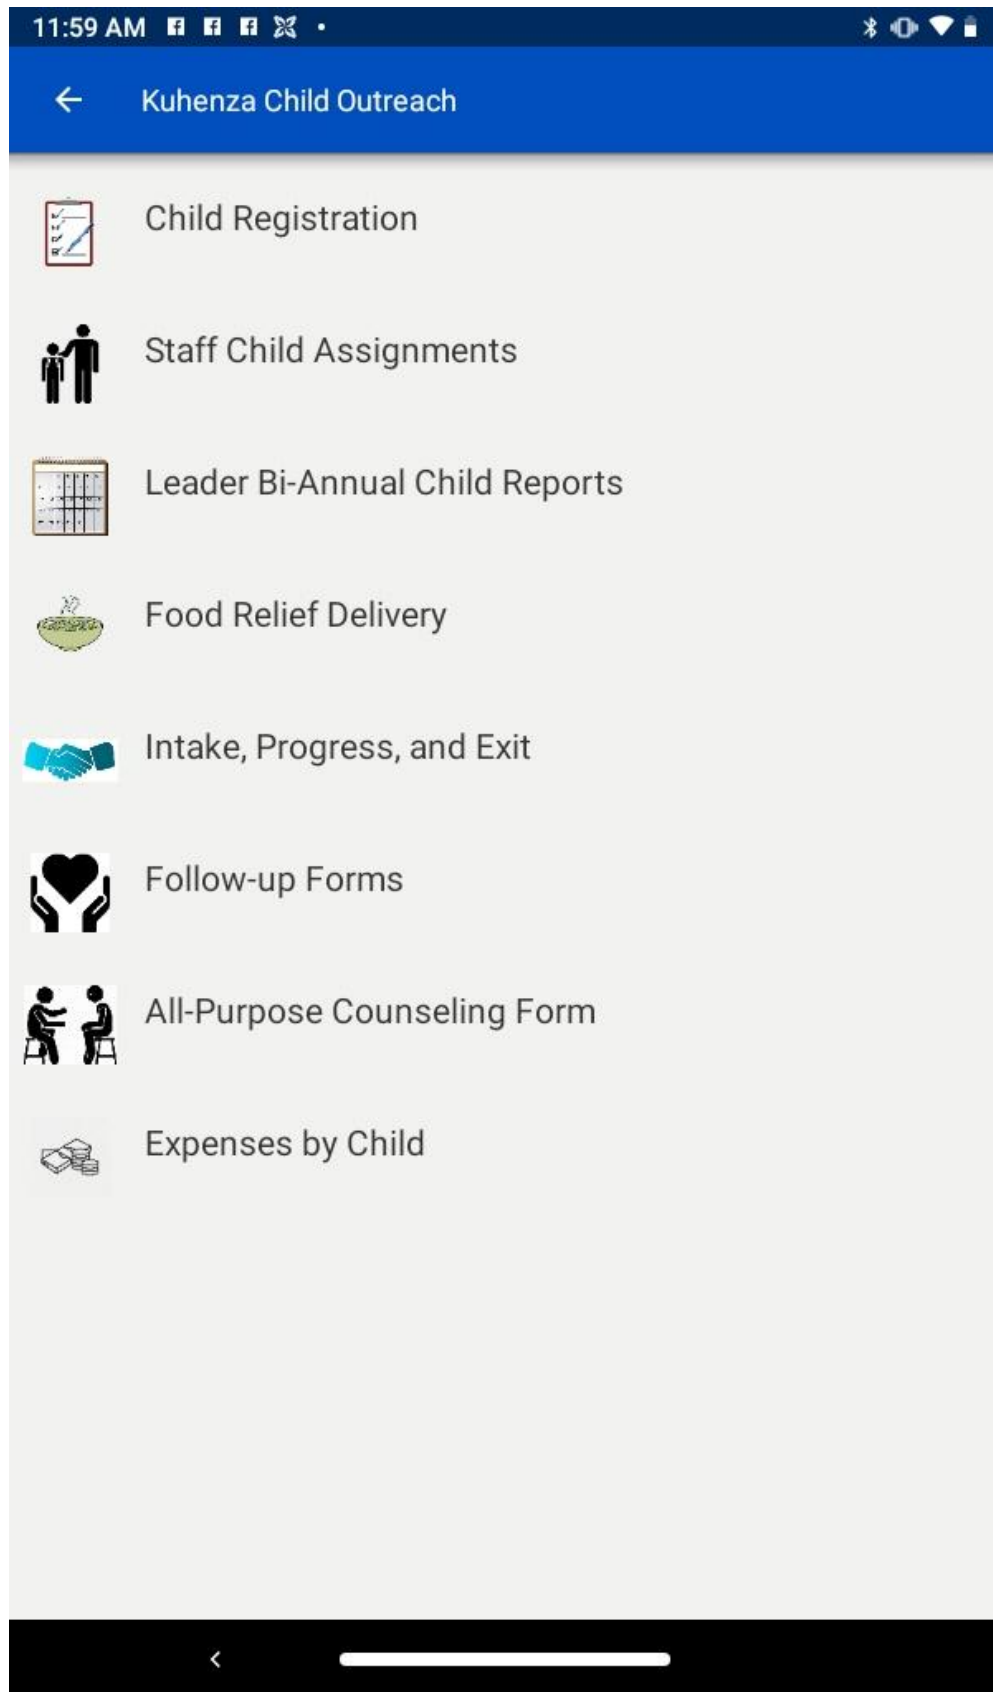 11:59 AM
Kuhenza Child Outreach
Child Registration
Staff Child Assignments
Leader Bi-Annual Child Reports
Food Relief Delivery
Intake, Progress, and Exit
Follow-up Forms
All-Purpose Counseling Form
Expenses by Child